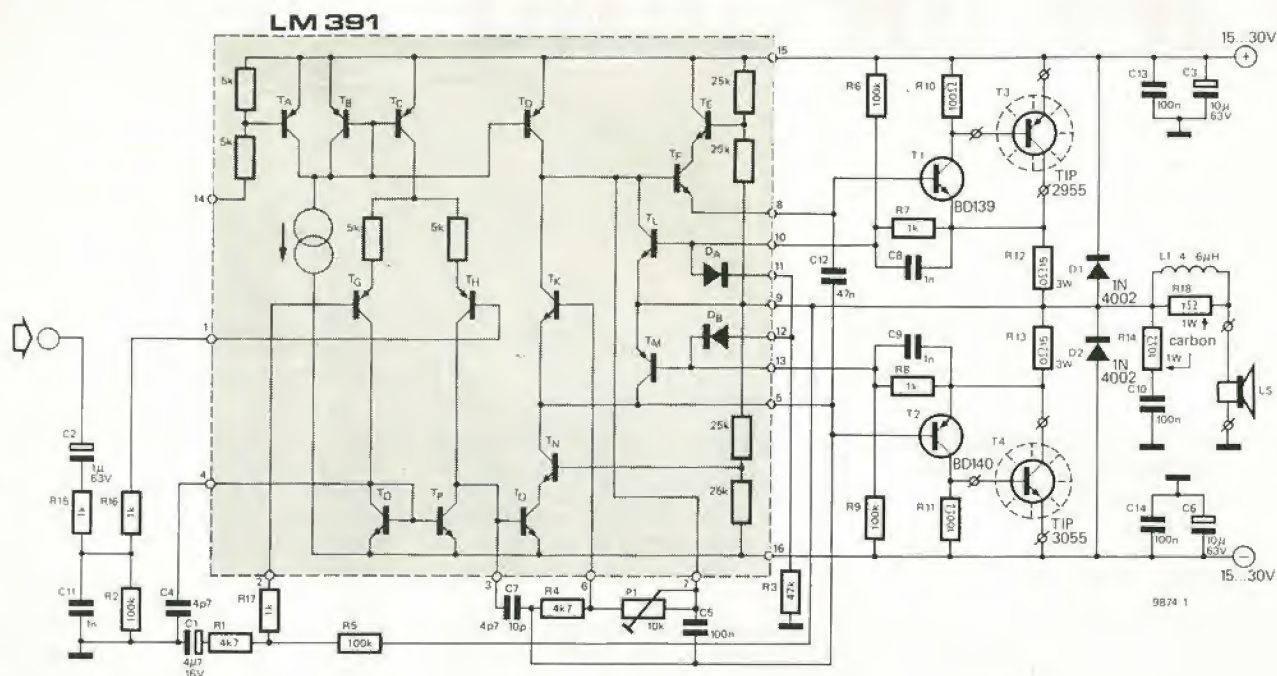 LM 391
15...30V
+
15
5k
TA
TB
TC
TD
TE
25k
25k
R6
100k
R10
100Ω
T3
C13
100n
C3
10µ
63V
5k
TF
T1
TIP
2955
14
8
BD139
5k
5k
TL
10
R7
1k
DA
11
C12
47n
C8
1n
R12
0Ω15
3W
D1
1N
4002
L1 4...6µH
R18
1Ω
1W
carbon
TG
TH
TK
9
DB
12
R14
10Ω
1W
1
TM
13
C9
1n
R8
1k
R13
0Ω15
3W
D2
1N
4002
C10
100n
LS
5
C2
1µ
63V
25k
T2
BD140
T4
4
TN
25k
R15
1k
R16
1k
TO
TP
R9
100k
R11
100Ω
TIP
3055
C14
100n
C6
10µ
63V
16
15...30V
2
3
6
7
C11
1n
R2
100k
C4
4p7
R17
1k
C7
4p7
10p
R4
4k7
P1
10k
C5
100n
R3
47k
9874 1
C1
4µ7
16V
R1
4k7
R5
100k